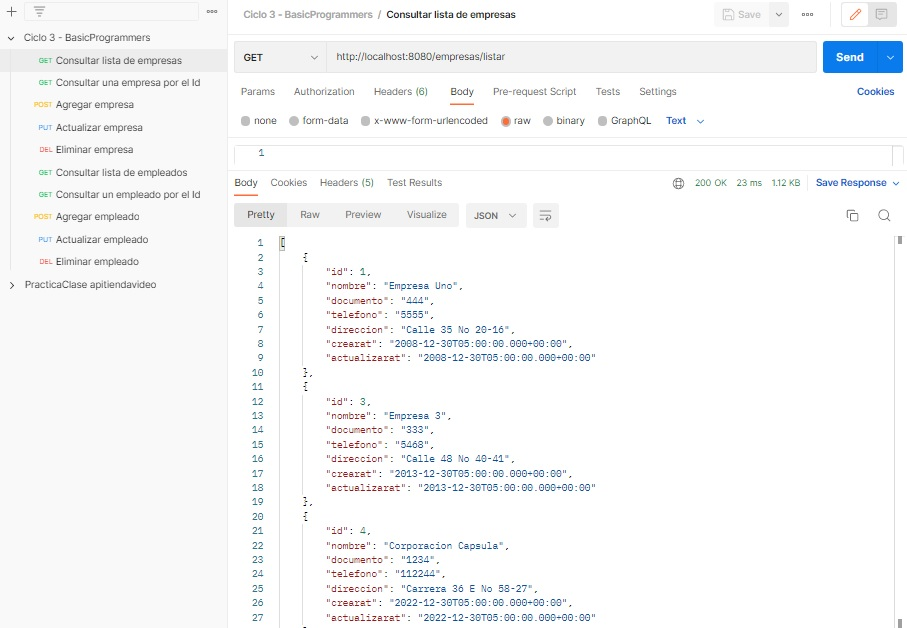 Ciclo 3 - BasicProgrammers / Consultar lista de empresas
Save
Ciclo 3 - BasicProgrammers
GET Consultar lista de empresas
GET Consultar una empresa por el Id
POST Agregar empresa
PUT Actualizar empresa
DEL Eliminar empresa
GET Consultar lista de empleados
GET Consultar un empleado por el Id
POST Agregar empleado
PUT Actualizar empleado
DEL Eliminar empleado
PracticaClase apitiendavideo
GET http://localhost:8080/empresas/listar Send
Params Authorization Headers (6) Body Pre-request Script Tests Settings Cookies
none form-data x-www-form-urlencoded raw binary GraphQL Text
1
Body Cookies Headers (5) Test Results 200 OK 23 ms 1.12 KB Save Response
Pretty Raw Preview Visualize JSON
1 [
2 {
3 "id": 1,
4 "nombre": "Empresa Uno",
5 "documento": "444",
6 "telefono": "5555",
7 "direccion": "Calle 35 No 20-16",
8 "crearat": "2008-12-30T05:00:00.000+00:00",
9 "actualizarat": "2008-12-30T05:00:00.000+00:00"
10 },
11 {
12 "id": 3,
13 "nombre": "Empresa 3",
14 "documento": "333",
15 "telefono": "5468",
16 "direccion": "Calle 48 No 40-41",
17 "crearat": "2013-12-30T05:00:00.000+00:00",
18 "actualizarat": "2013-12-30T05:00:00.000+00:00"
19 },
20 {
21 "id": 4,
22 "nombre": "Corporacion Capsula",
23 "documento": "1234",
24 "telefono": "112244",
25 "direccion": "Carrera 36 E No 58-27",
26 "crearat": "2022-12-30T05:00:00.000+00:00",
27 "actualizarat": "2022-12-30T05:00:00.000+00:00"